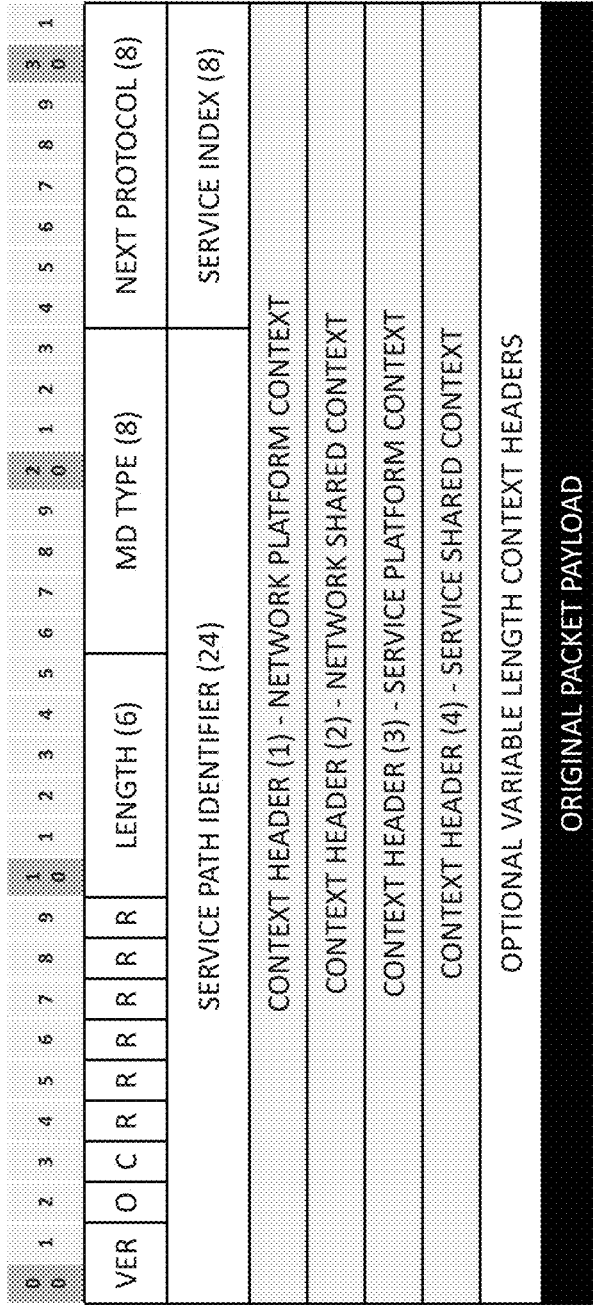 0 0 1 2 3 4 5 6 7 8 9 1 0 1 2 3 4 5 6 7 8 9 2 0 1 2 3 4 5 6 7 8 9 3 0 1
VER O C R R R R R R LENGTH (6) MD TYPE (8) NEXT PROTOCOL (8)
SERVICE PATH IDENTIFIER (24) SERVICE INDEX (8)
CONTEXT HEADER (1) - NETWORK PLATFORM CONTEXT
CONTEXT HEADER (2) - NETWORK SHARED CONTEXT
CONTEXT HEADER (3) - SERVICE PLATFORM CONTEXT
CONTEXT HEADER (4) - SERVICE SHARED CONTEXT
OPTIONAL VARIABLE LENGTH CONTEXT HEADERS
ORIGINAL PACKET PAYLOAD